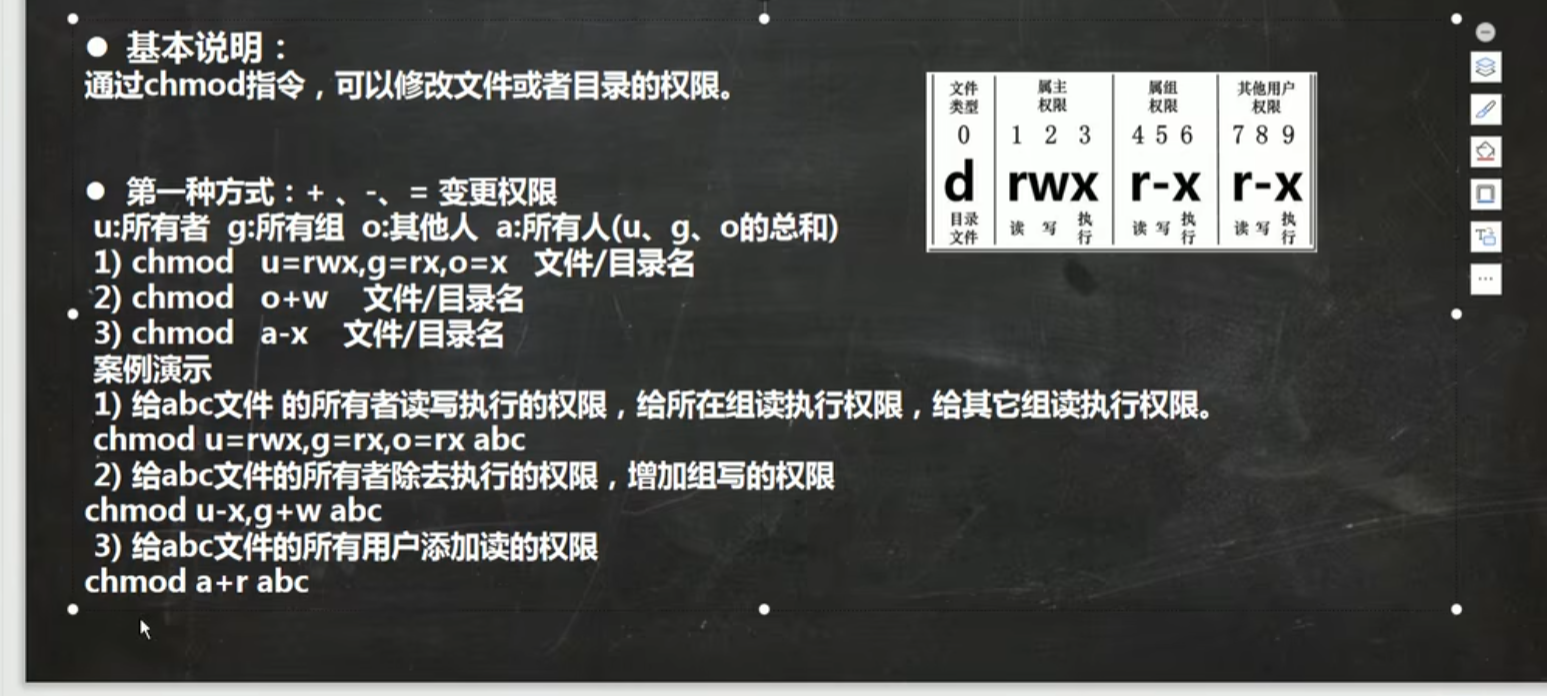 ● 基本说明：
通过chmod指令，可以修改文件或者目录的权限。
● 第一种方式：+ 、-、= 变更权限
u:所有者 g:所有组 o:其他人 a:所有人(u、g、o的总和)
1) chmod u=rwx,g=rx,o=x 文件/目录名
2) chmod o+w 文件/目录名
3) chmod a-x 文件/目录名
案例演示
1) 给abc文件 的所有者读写执行的权限，给所在组读执行权限，给其它组读执行权限。
chmod u=rwx,g=rx,o=rx abc
2) 给abc文件的所有者除去执行的权限，增加组写的权限
chmod u-x,g+w abc
3) 给abc文件的所有用户添加读的权限
chmod a+r abc
文件 属主 属组 其他用户
类型 权限 权限 权限
0 1 2 3 4 5 6 7 8 9
d rwx r-x r-x
目录 读 写 执 读 写 执 读 写 执
文件 行 行 行